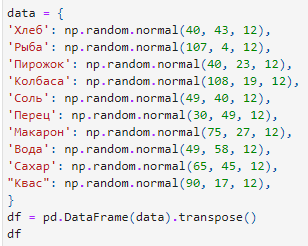 data = {
'Хлеб': np.random.normal(40, 43, 12),
'Рыба': np.random.normal(107, 4, 12),
'Пирожок': np.random.normal(40, 23, 12),
'Колбаса': np.random.normal(108, 19, 12),
'Соль': np.random.normal(49, 40, 12),
'Перец': np.random.normal(30, 49, 12),
'Макарон': np.random.normal(75, 27, 12),
'Вода': np.random.normal(49, 58, 12),
'Сахар': np.random.normal(65, 45, 12),
"Квас": np.random.normal(90, 17, 12),
}
df = pd.DataFrame(data).transpose()
df